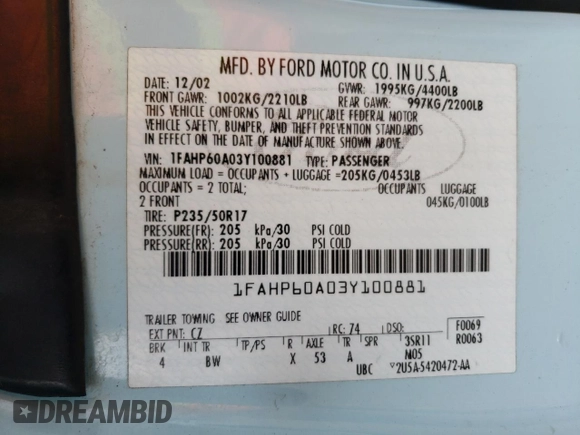 MFD. BY FORD MOTOR CO. IN U.S.A.
DATE: 12/02 GVWR: 1995KG/4400LB
FRONT GAWR: 1002KG/2210LB REAR GAWR: 997KG/2200LB
THIS VEHICLE CONFORMS TO ALL APPLICABLE FEDERAL MOTOR
VEHICLE SAFETY, BUMPER, AND THEFT PREVENTION STANDARDS
IN EFFECT ON THE DATE OF MANUFACTURE SHOWN ABOVE.
VIN: 1FAHP60A03Y100881 TYPE: PASSENGER
MAXIMUM LOAD = OCCUPANTS + LUGGAGE =205KG/0453LB
OCCUPANTS = 2 TOTAL; OCCUPANTS LUGGAGE
2 FRONT 045KG/0100LB
TIRE: P235/50R17
PRESSURE(FR): 205 kPa/30 PSI COLD
PRESSURE(RR): 205 kPa/30 PSI COLD
1FAHP60A03Y100881
TRAILER TOWING SEE OWNER GUIDE
EXT PNT: CZ RC: 74 DSO: F0069
BRK INT TR TP/PS R AXLE TR SPR 3SR11 R0063
4 BW X 53 A N05
UBC 2U5A-5420472-AA
DREAMBID